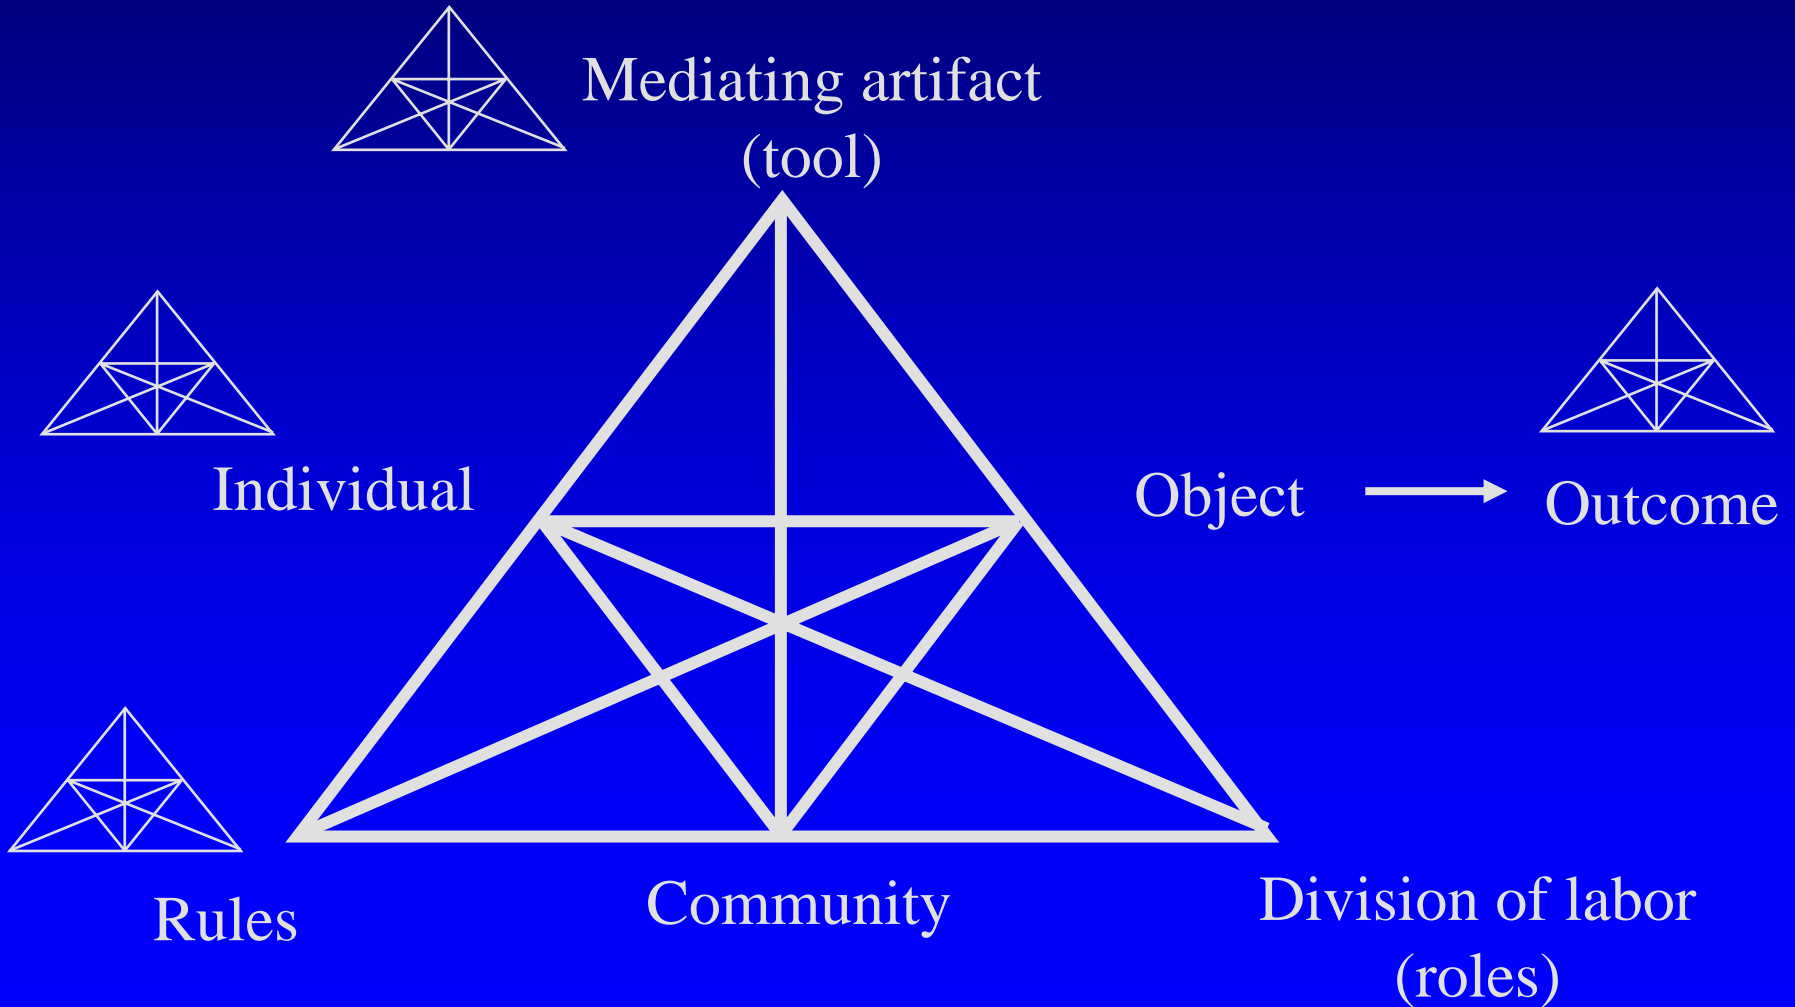 Mediating artifact
(tool)
Individual
Object
Outcome
Rules
Community
Division of labor
(roles)